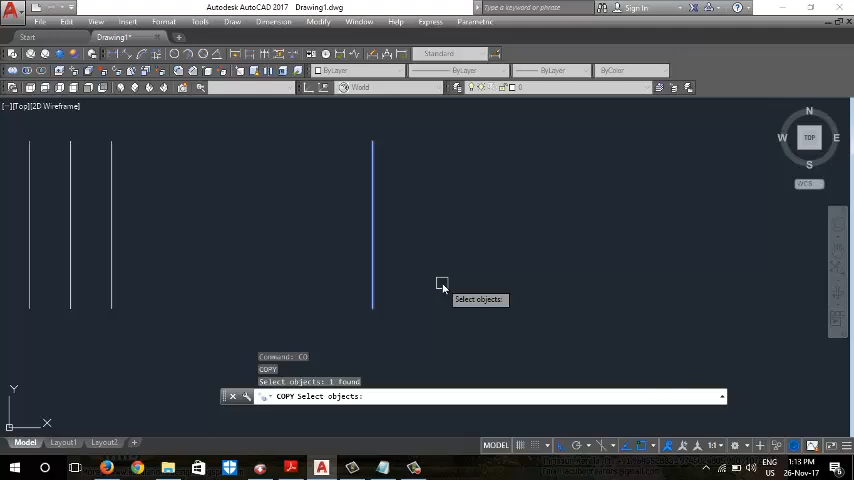 Autodesk AutoCAD 2017 Drawing1.dwg
Type a keyword or phrase
Sign In
File Edit View Insert Format Tools Draw Dimension Modify Window Help Express Parametric
Start Drawing1*
Standard
ByLayer ByLayer ByLayer ByColor
World 0
[−][Top][2D Wireframe]
N
W TOP E
S
WCS
Select objects:
Command: CO
COPY
Select objects: 1 found
COPY Select objects:
Y
X
Model Layout1 Layout2
MODEL
1:1
ENG
US
1:13 PM
26-Nov-17